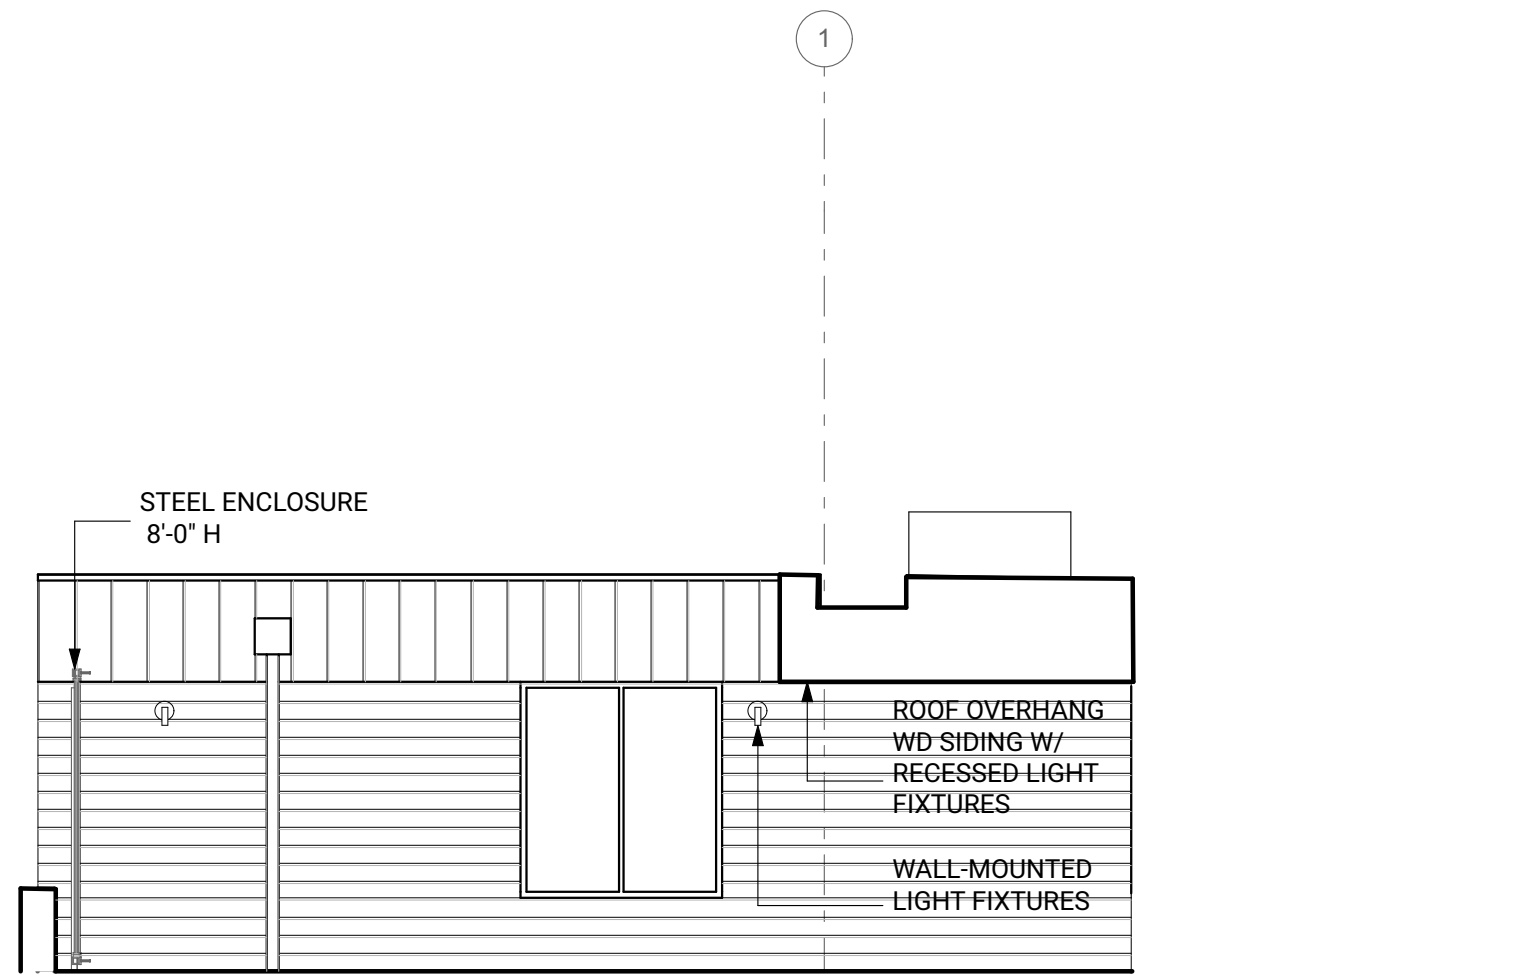 1
STEEL ENCLOSURE
8'-0" H
ROOF OVERHANG
WD SIDING W/
RECESSED LIGHT
FIXTURES
WALL-MOUNTED
LIGHT FIXTURES